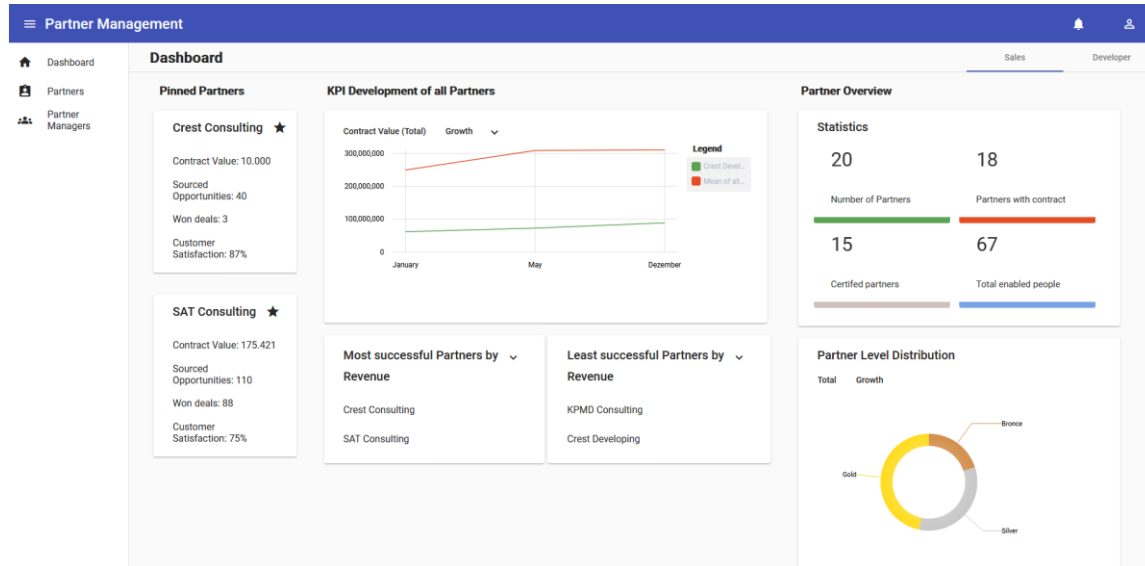 Partner Management
Dashboard
Partners
Partner
Managers
Dashboard
Sales
Developer
Pinned Partners
Crest Consulting
Contract Value: 10.000
Sourced
Opportunities: 40
Won deals: 3
Customer
Satisfaction: 87%
SAT Consulting
Contract Value: 175.421
Sourced
Opportunities: 110
Won deals: 88
Customer
Satisfaction: 75%
KPI Development of all Partners
Contract Value (Total)
Growth
300,000,000
200,000,000
100,000,000
0
January
May
Dezember
Legend
Crest Devel...
Mean of all...
Most successful Partners by
Revenue
Crest Consulting
SAT Consulting
Least successful Partners by
Revenue
KPMD Consulting
Crest Developing
Partner Overview
Statistics
20
Number of Partners
18
Partners with contract
15
Certifed partners
67
Total enabled people
Partner Level Distribution
Total
Growth
Bronce
Gold
Silver